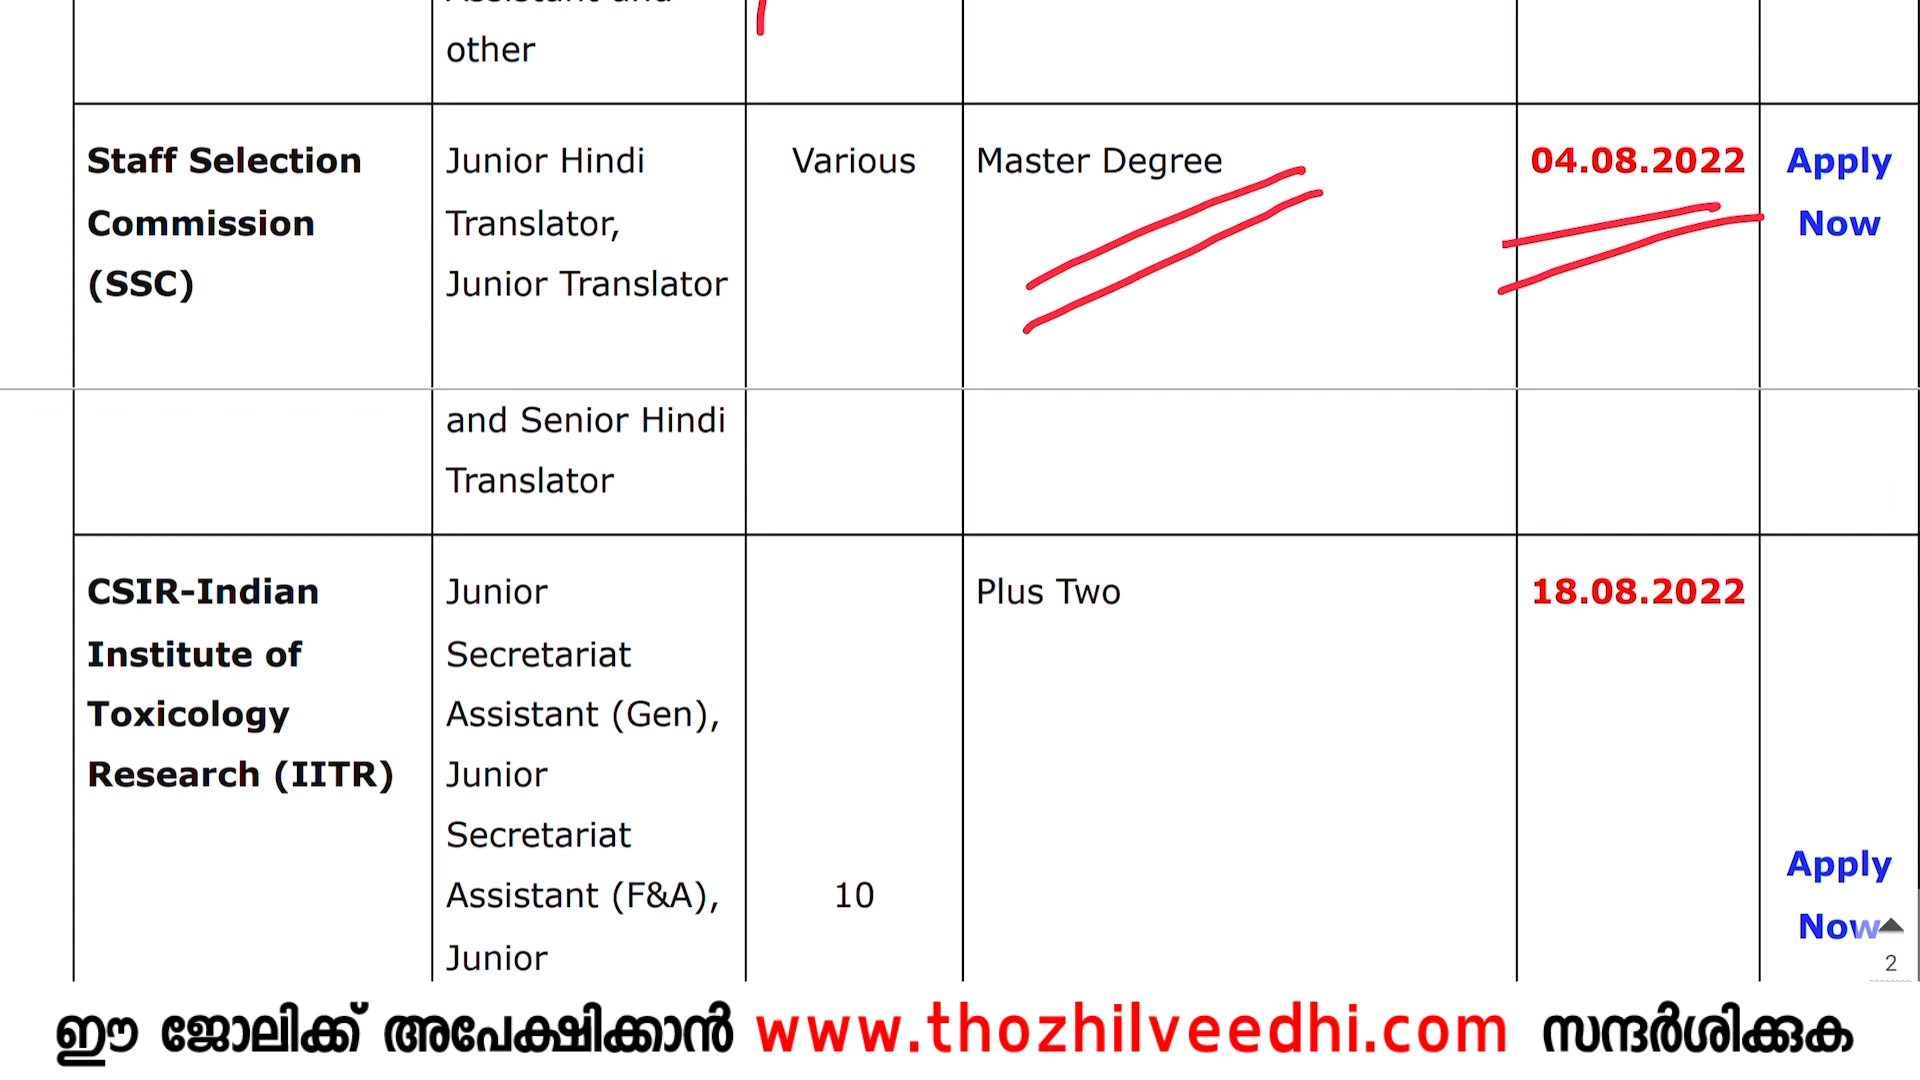 Assistant and
other
Staff Selection
Commission
(SSC)
Junior Hindi
Translator,
Junior Translator
Various
Master Degree
04.08.2022
Apply
Now
and Senior Hindi
Translator
CSIR-Indian
Institute of
Toxicology
Research (IITR)
Junior
Secretariat
Assistant (Gen),
Junior
Secretariat
Assistant (F&A),
Junior
10
Plus Two
18.08.2022
Apply
Now
2
ഈ ജോലിക്ക് അപേക്ഷിക്കാൻ www.thozhilveedhi.com സന്ദർശിക്കുക